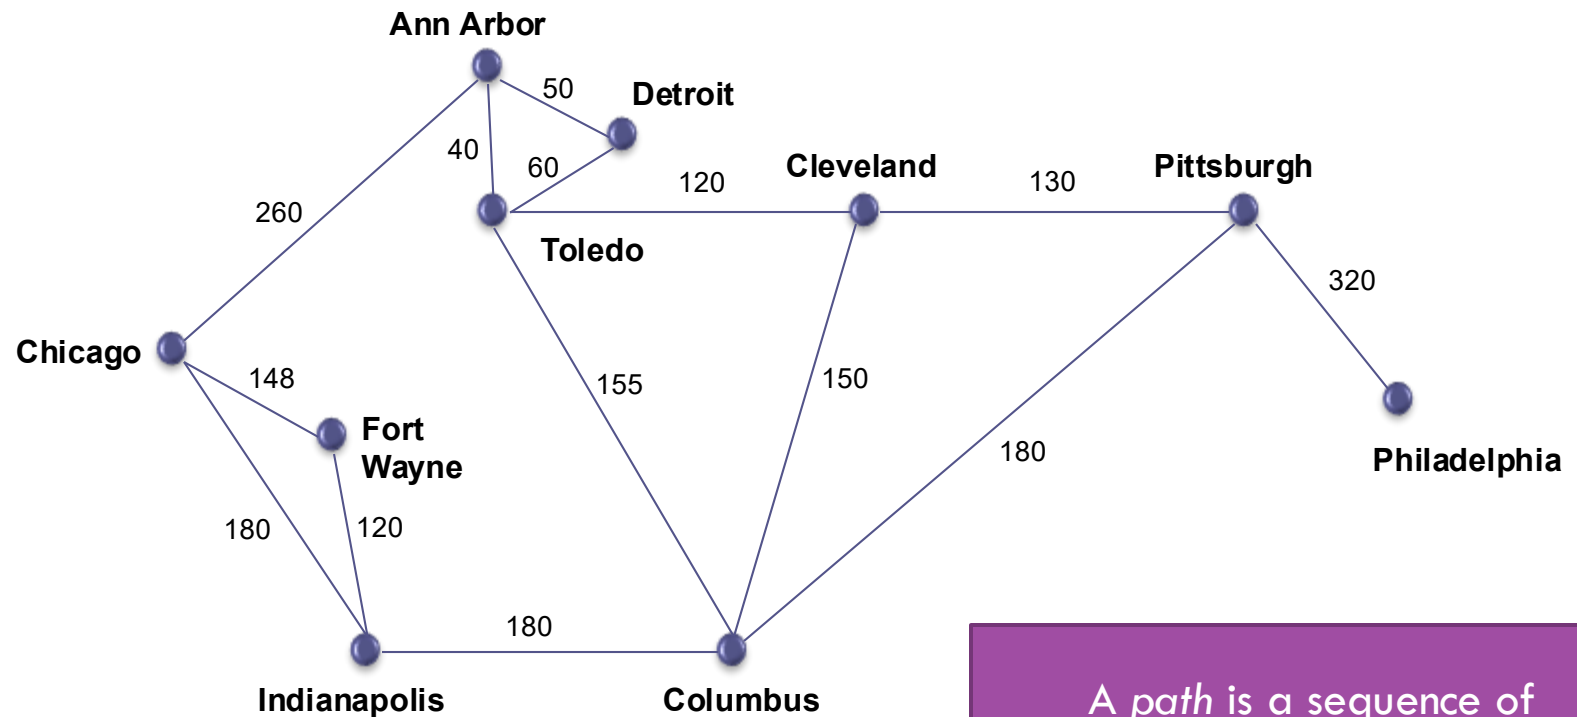 Ann Arbor
50
Detroit
40
60
Cleveland
Pittsburgh
120
130
260
Toledo
320
Chicago
148
155
150
Fort
Wayne
180
Philadelphia
180
120
180
Indianapolis
Columbus
A path is a sequence of